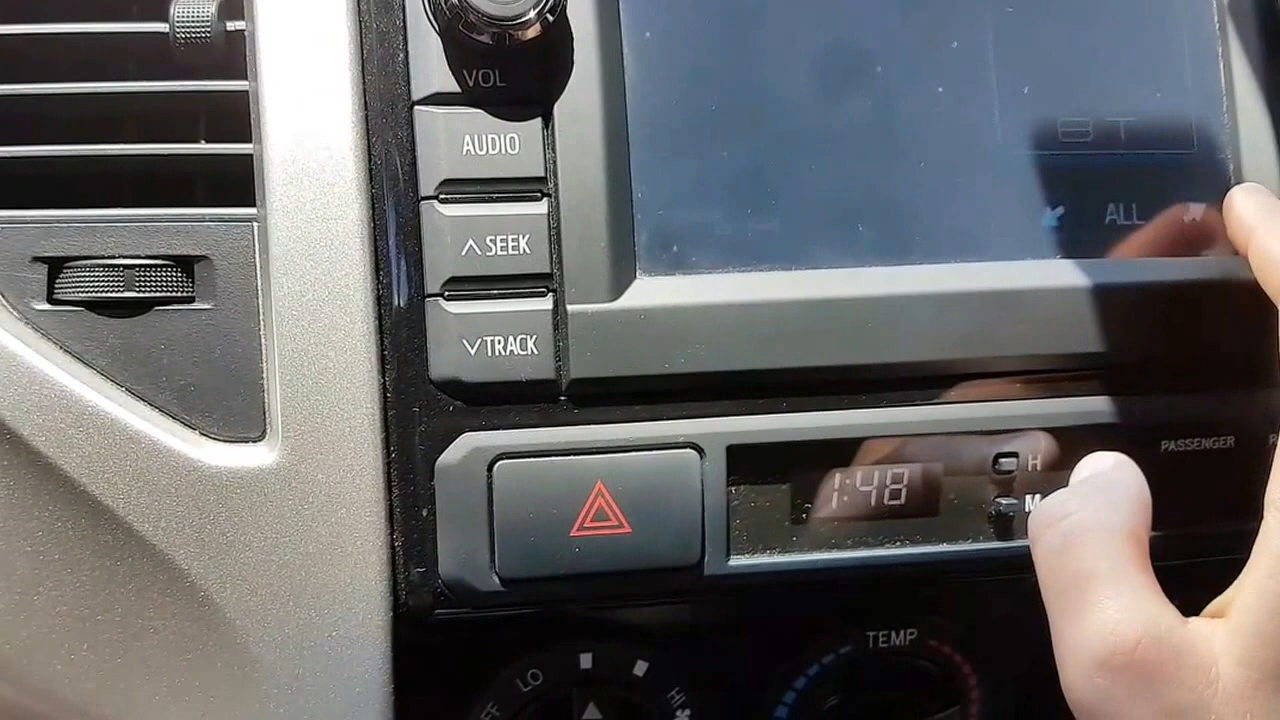 VOL
AUDIO
∧ SEEK
∨ TRACK
BT
ALL
1:48
H
M
PASSENGER
TEMP
LO
HI